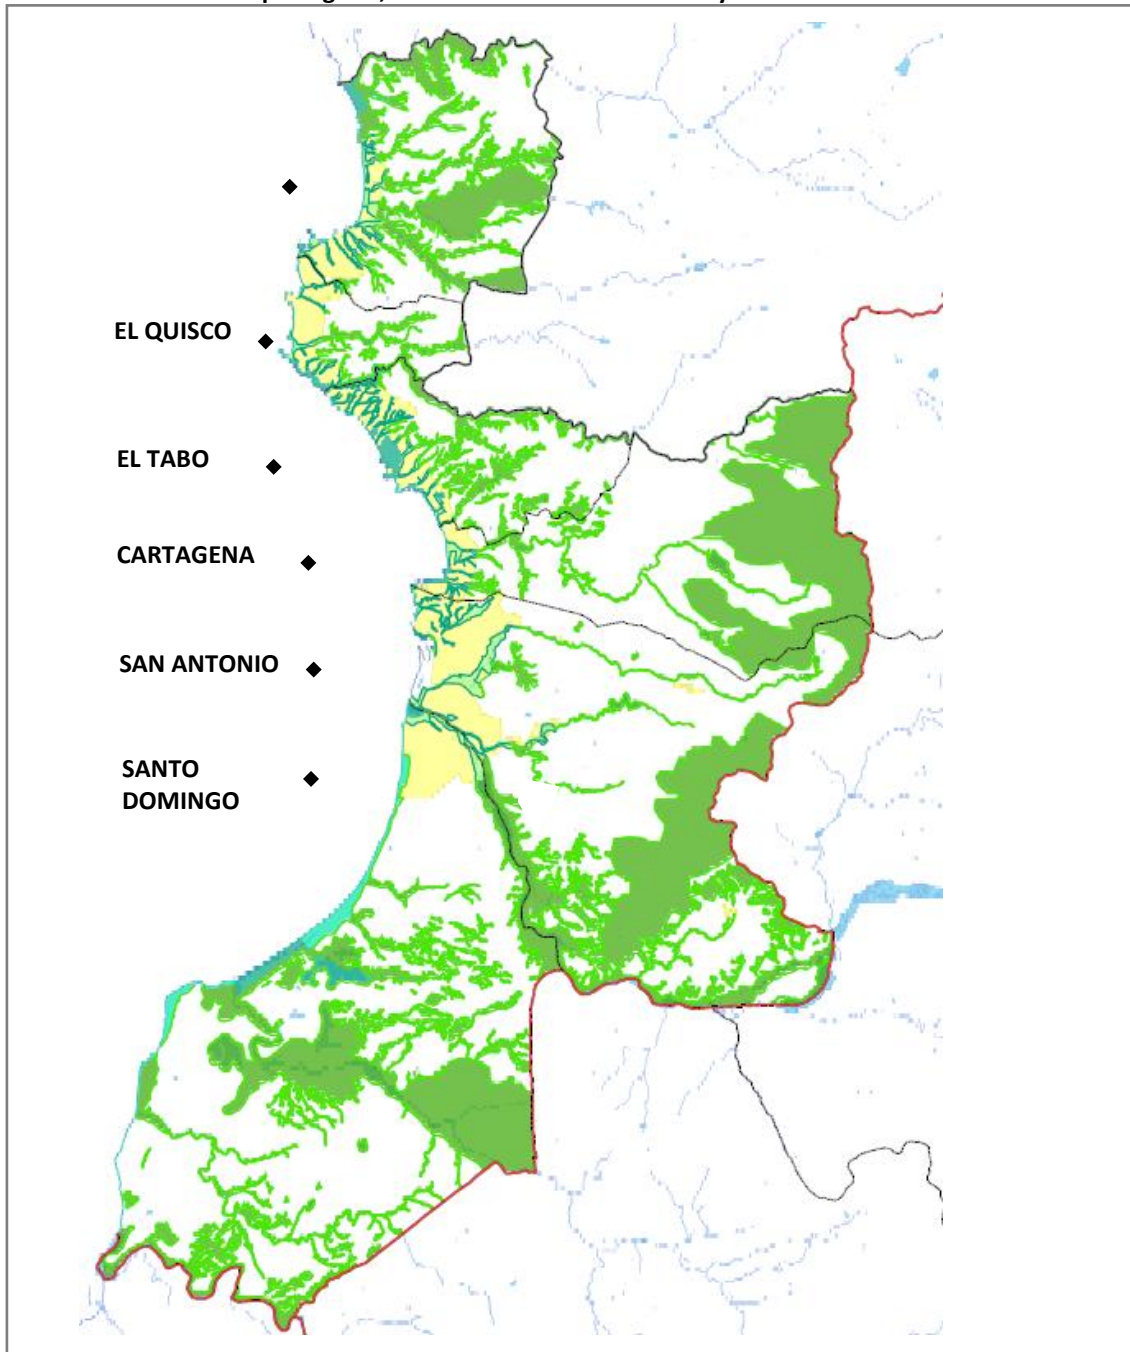 EL QUISCO
EL TABO
CARTAGENA
SAN ANTONIO
SANTO
DOMINGO